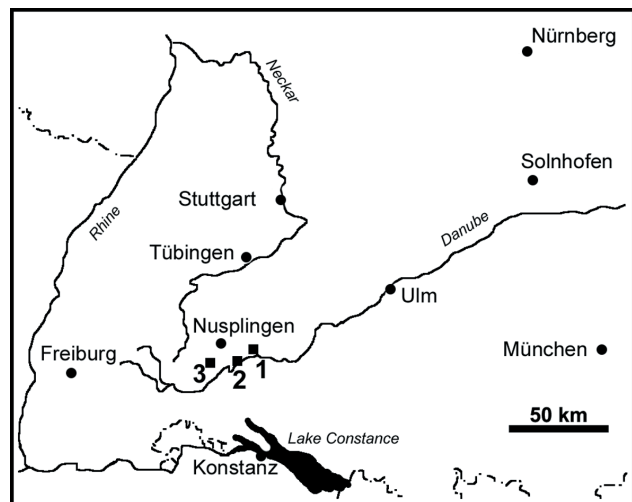 Nürnberg
Neckar
Solnhofen
Stuttgart
Rhine
Danube
Tübingen
Ulm
Nusplingen
München
Freiburg
1
2
3
50 km
Lake Constance
Konstanz